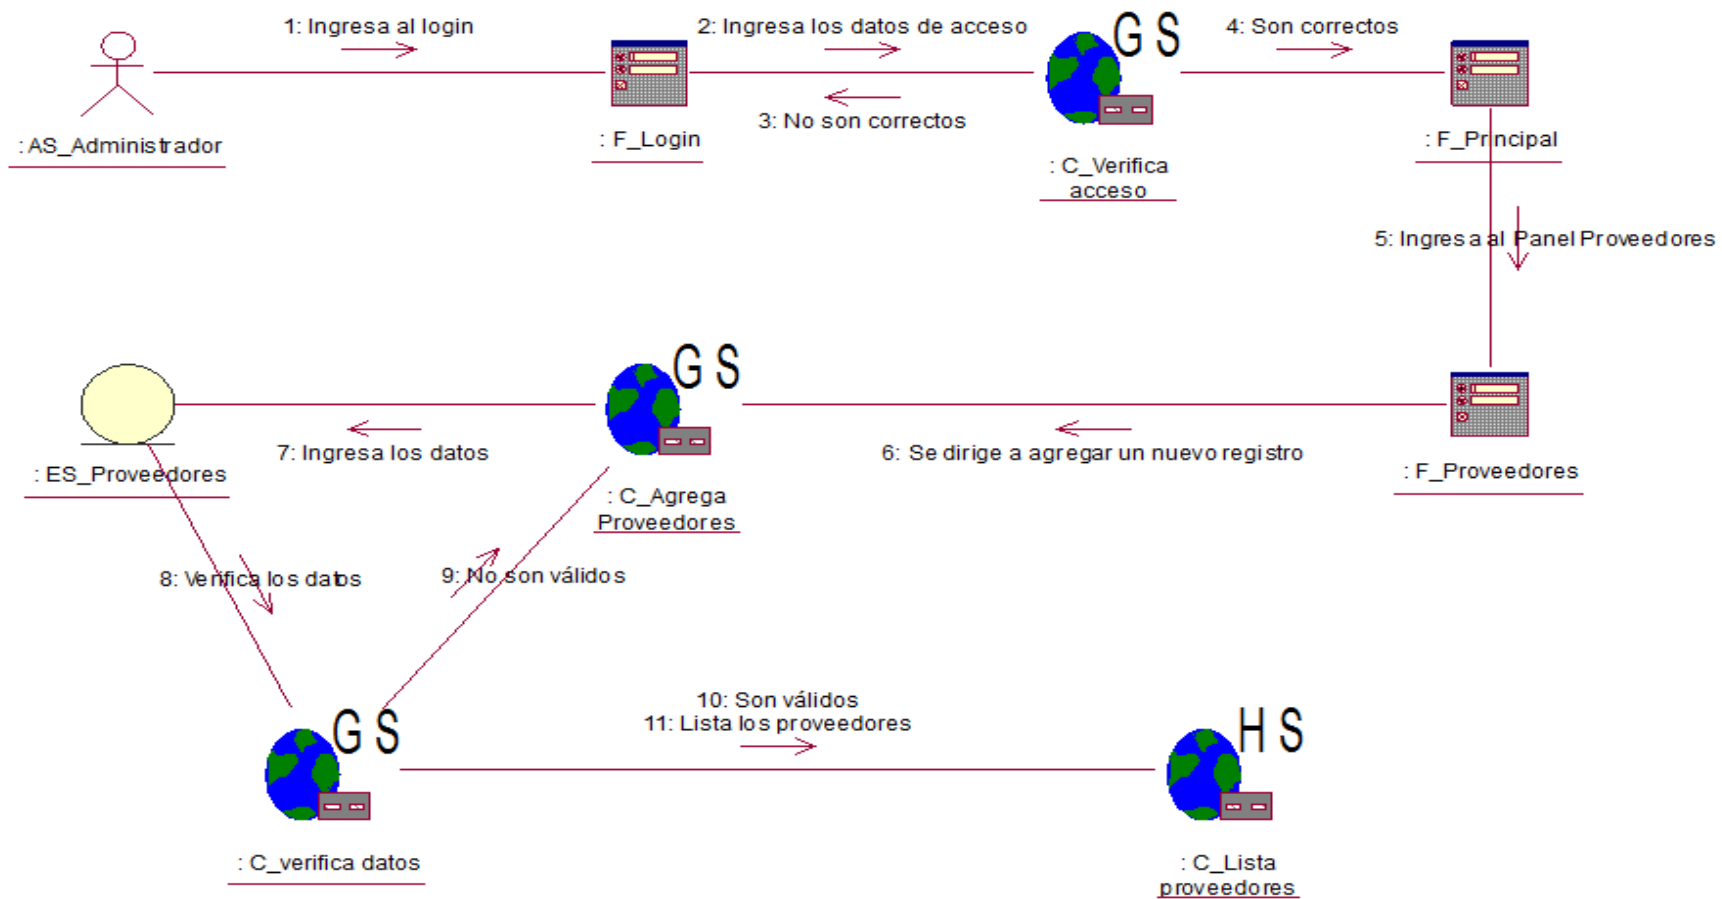 1: Ingresa al login
2: Ingresa los datos de acceso
G S
4: Son correctos
3: No son correctos
: AS_Administrador
: F_Login
: C_Verifica
acceso
: F_Principal
5: Ingresa al Panel Proveedores
G S
7: Ingresa los datos
6: Se dirige a agregar un nuevo registro
: ES_Proveedores
: C_Agrega
Proveedores
: F_Proveedores
8: Verifica los datos
9: No son válidos
G S
10: Son válidos
11: Lista los proveedores
H S
: C_verifica datos
: C_Lista
proveedores